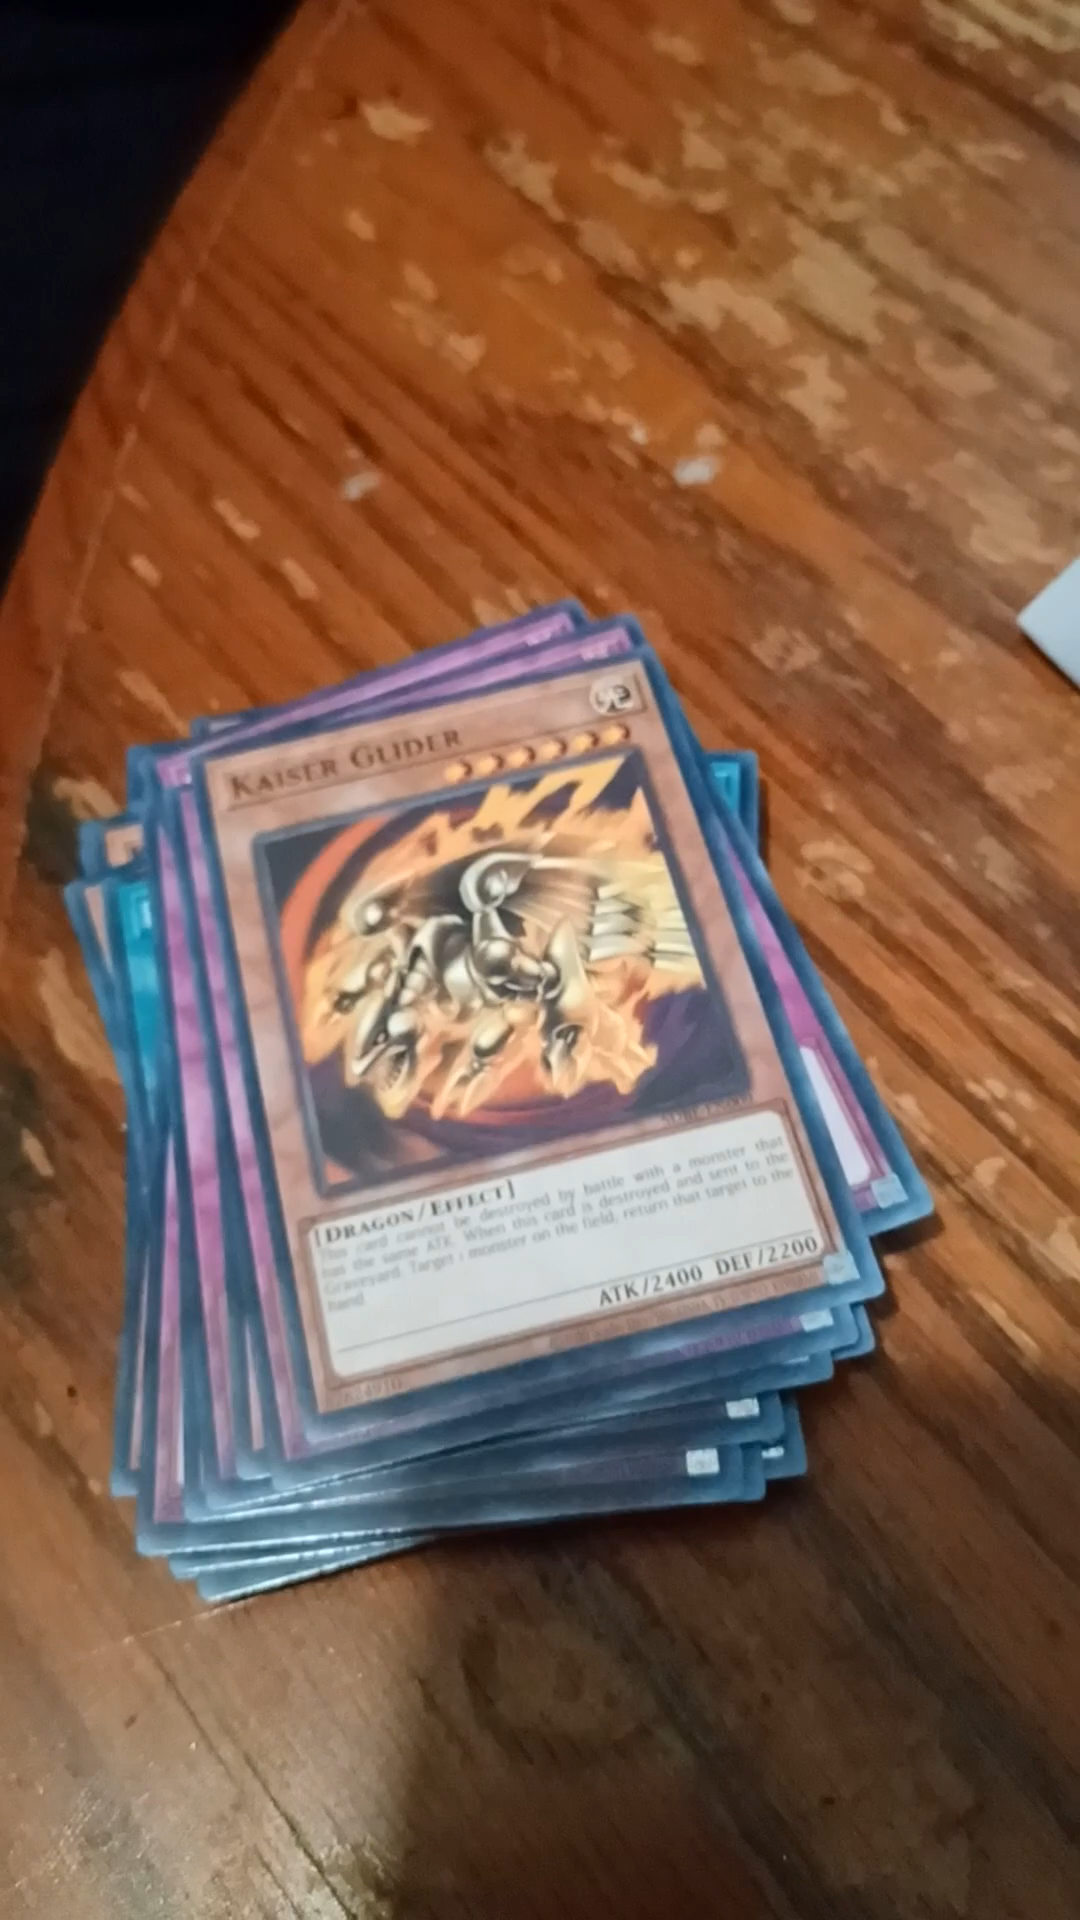 KAISER GLIDER
[DRAGON/EFFECT]
This card cannot be destroyed by battle with a monster that
has the same ATK. When this card is destroyed and sent to the
Graveyard: Target 1 monster on the field; return that target to the
hand.
ATK/2400 DEF/2200